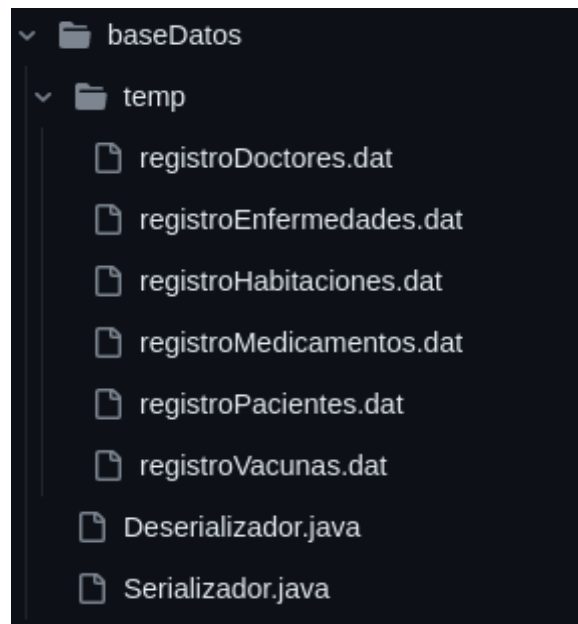 baseDatos
temp
registroDoctores.dat
registroEnfermedades.dat
registroHabitaciones.dat
registroMedicamentos.dat
registroPacientes.dat
registroVacunas.dat
Deserializador.java
Serializador.java